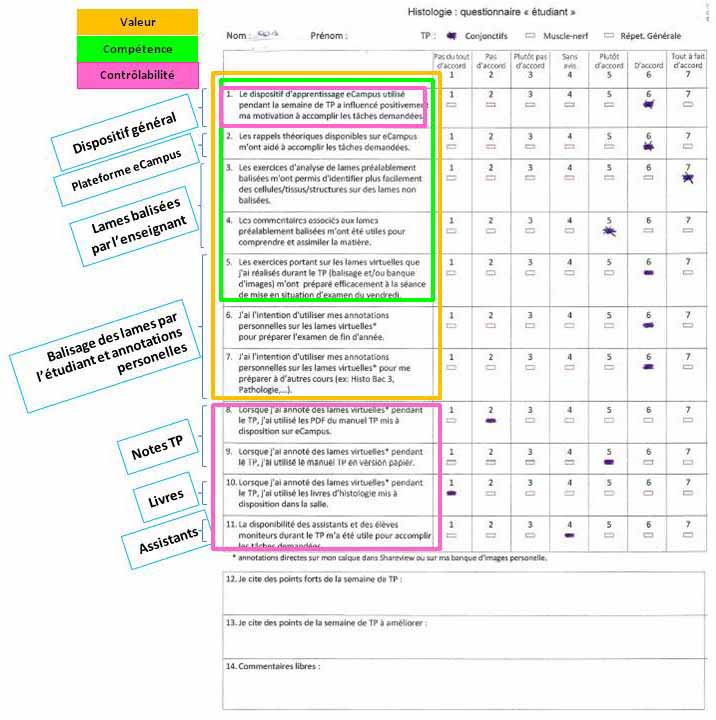 Histologie : questionnaire « étudiant »
Valeur
Compétence
Contrôlabilité
Nom : Prénom : TP : Conjonctifs Muscle-nerf Répet. Générale
Pas du tout d'accord
Pas d'accord
Plutôt pas d'accord
Sans avis
Plutôt d'accord
D'accord
Tout à fait d'accord
1 2 3 4 5 6 7
Dispositif général
1. Le dispositif d'apprentissage eCampus utilisé
pendant la semaine de TP a influencé positivement
ma motivation à accomplir les tâches demandées.
1 2 3 4 5 6 7
Plateforme eCampus
2. Les rappels théoriques disponibles sur eCampus
m'ont aidé à accomplir les tâches demandées.
1 2 3 4 5 6 7
Lames balisées
par l'enseignant
3. Les exercices d'analyse de lames préalablement
balisées m'ont permis d'identifier plus facilement
des cellules/tissus/structures sur des lames non
balisées.
1 2 3 4 5 6 7
4. Les commentaires associés aux lames
préalablement balisées m'ont été utiles pour
comprendre et assimiler la matière.
1 2 3 4 5 6 7
Balisage des lames par
l'étudiant et annotations
personelles
5. Les exercices portant sur les lames virtuelles que
j'ai réalisés durant le TP (balisage et/ou banque
d'images) m'ont préparé efficacement à la séance
de mise en situation d'examen du vendredi.
1 2 3 4 5 6 7
6. J'ai l'intention d'utiliser mes annotations
personnelles sur les lames virtuelles*
pour préparer l'examen de fin d'année.
1 2 3 4 5 6 7
7. J'ai l'intention d'utiliser mes annotations
personnelles sur les lames virtuelles* pour me
préparer à d'autres cours (ex: Histo Bac 3,
Pathologie,...).
1 2 3 4 5 6 7
Notes TP
8. Lorsque j'ai annoté des lames virtuelles* pendant
le TP, j'ai utilisé les PDF du manuel TP mis à
disposition sur eCampus.
1 2 3 4 5 6 7
9. Lorsque j'ai annoté des lames virtuelles* pendant
le TP, j'ai utilisé le manuel TP en version papier.
1 2 3 4 5 6 7
Livres
10. Lorsque j'ai annoté des lames virtuelles* pendant
le TP, j'ai utilisé les livres d'histologie mis à
disposition dans la salle.
1 2 3 4 5 6 7
Assistants
11. La disponibilité des assistants et des élèves
moniteurs durant le TP m'a été utile pour accomplir
les tâches demandées.
* annotations directes sur mon calque dans Shareview ou sur ma banque d'images personelle.
12. Je cite des points forts de la semaine de TP :
13. Je cite des points de la semaine de TP à améliorer :
14. Commentaires libres :